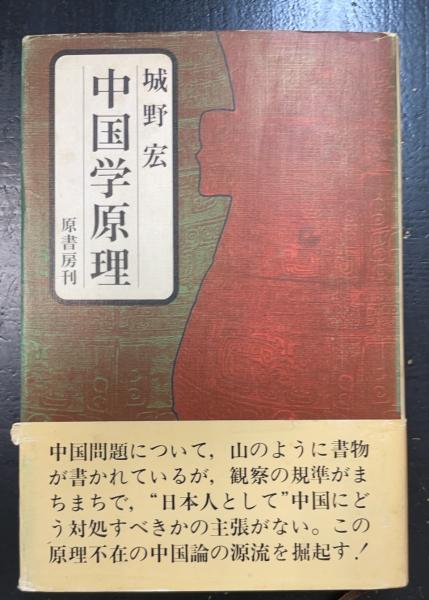 城野宏
中国学原理
原書房刊
中国問題について，山のように書物
が書かれているが，観察の規準がま
ちまちで，“日本人として”中国にど
う対処すべきかの主張がない。この
原理不在の中国論の源流を掘起す！